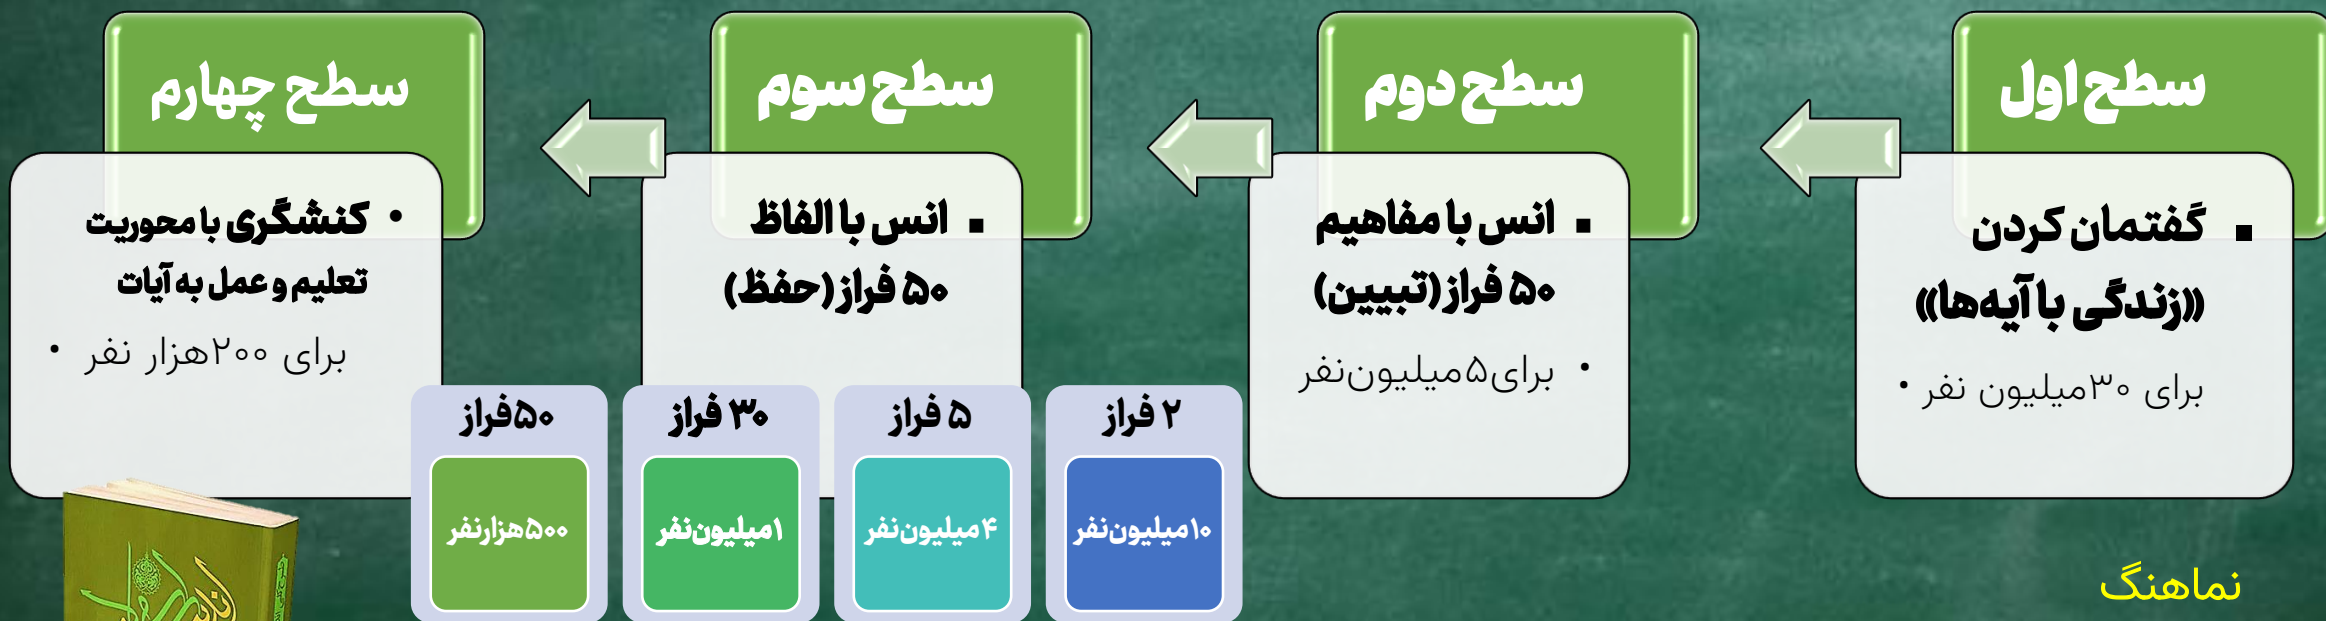 سطح اول
گفتمان کردن
«زندگی با آیه‌ها»
برای ۳۰میلیون نفر
سطح دوم
انس با مفاهیم
۵۰ فراز (تبیین)
برای۵میلیون‌نفر
سطح سوم
انس با الفاظ
۵۰ فراز (حفظ)
۲ فراز
۱۰میلیون‌نفر
۵ فراز
۴میلیون‌نفر
۳۰ فراز
۱میلیون‌نفر
۵۰فراز
۵۰۰هزارنفر
سطح چهارم
کنشگری با محوریت
تعلیم و عمل به آیات
برای ۲۰۰هزار نفر
نماهنگ